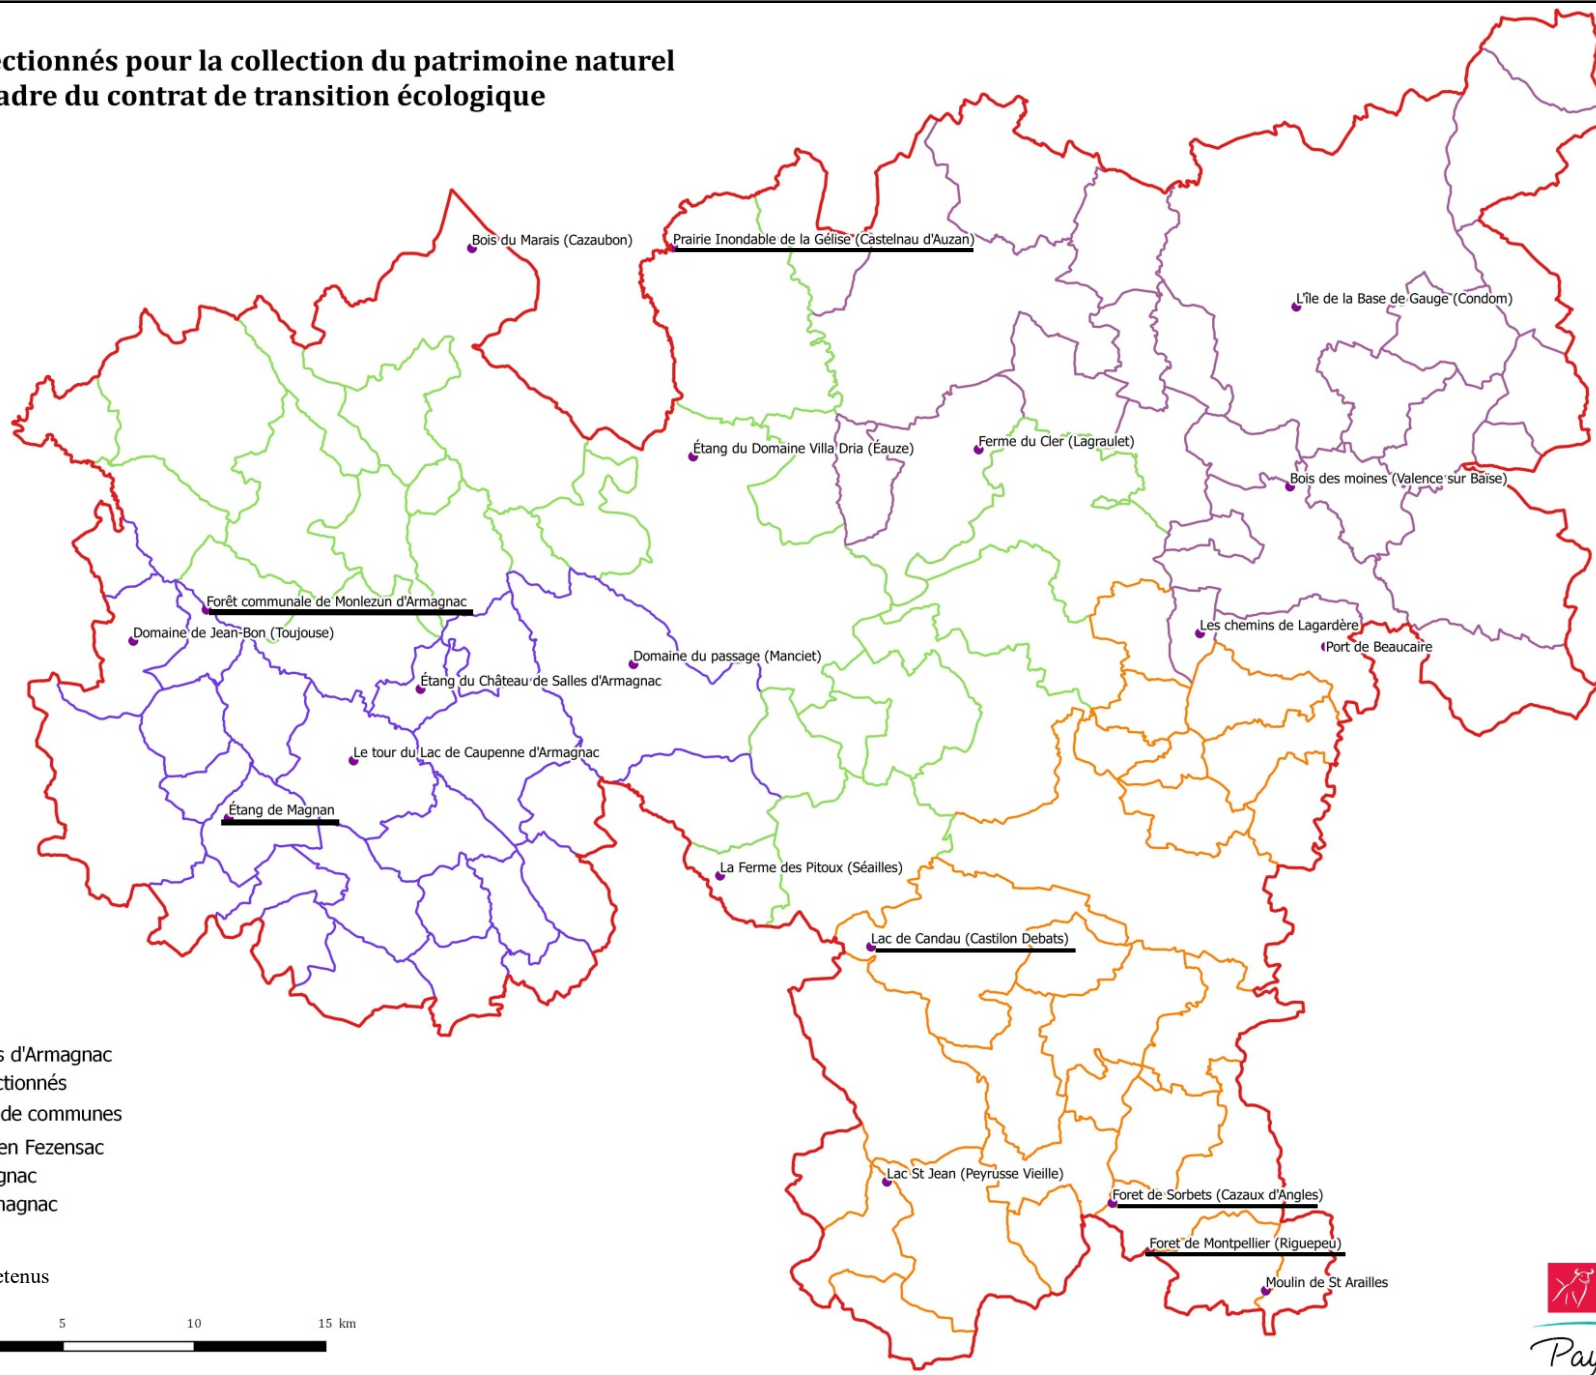 ectionnés pour la collection du patrimoine naturel
adre du contrat de transition écologique
Bois du Marais (Cazaubon)
Prairie Inondable de la Gélise (Castelnau d'Auzan)
L'île de la Base de Gauge (Condom)
Étang du Domaine Villa Dria (Éauze)
Ferme du Cler (Lagraulet)
Bois des moines (Valence sur Baïse)
Forêt communale de Monlezun d'Armagnac
Domaine de Jean-Bon (Toujouse)
Les chemins de Lagardère
Port de Beaucaire
Domaine du passage (Manciet)
Étang du Château de Salles d'Armagnac
Le tour du Lac de Caupenne d'Armagnac
Étang de Magnan
La Ferme des Pitoux (Séailles)
Lac de Candau (Castilon Debats)
s d'Armagnac
ctionnés
de communes
en Fezensac
gnac
nagnac
Lac St Jean (Peyrusse Vieille)
Foret de Sorbets (Cazaux d'Angles)
Foret de Montpellier (Riguepeu)
Moulin de St Arailles
etenus
5 10 15 km
Pay